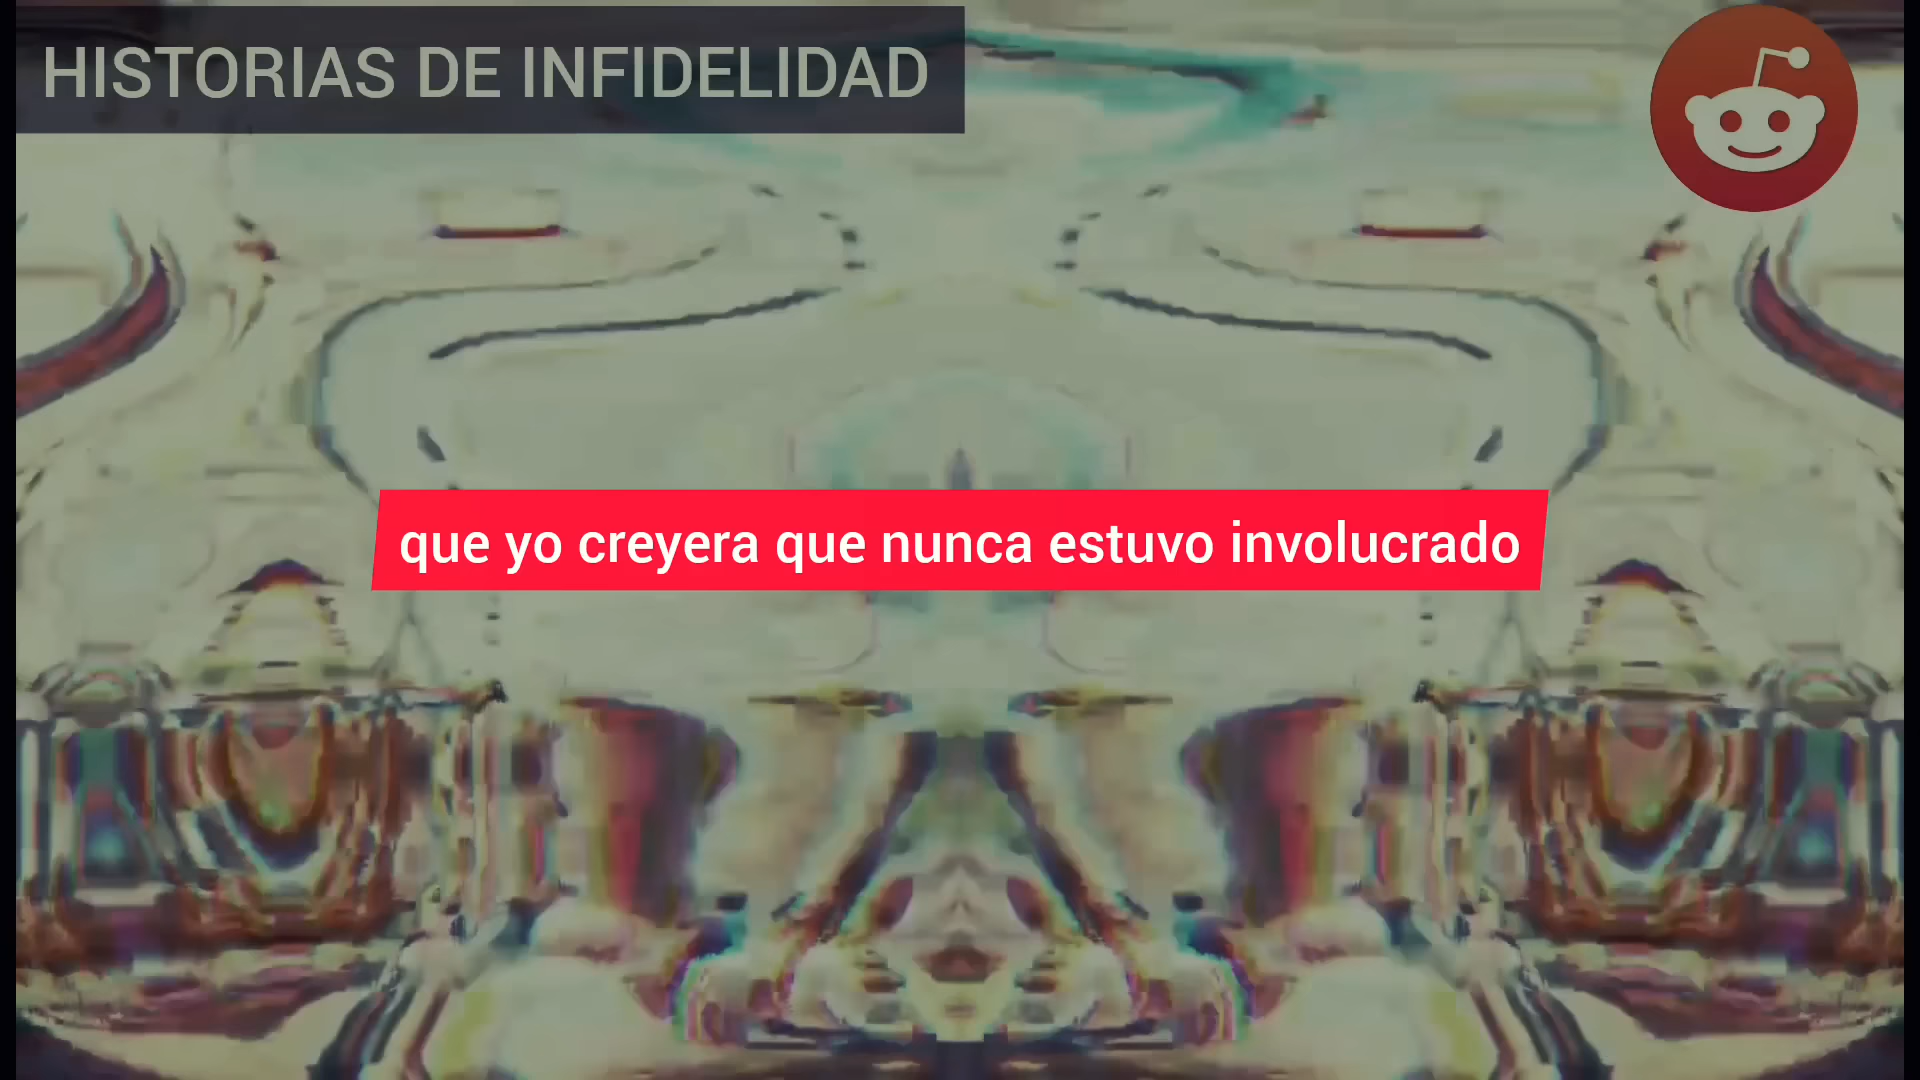 HISTORIAS DE INFIDELIDAD
que yo creyera que nunca estuvo involucrado